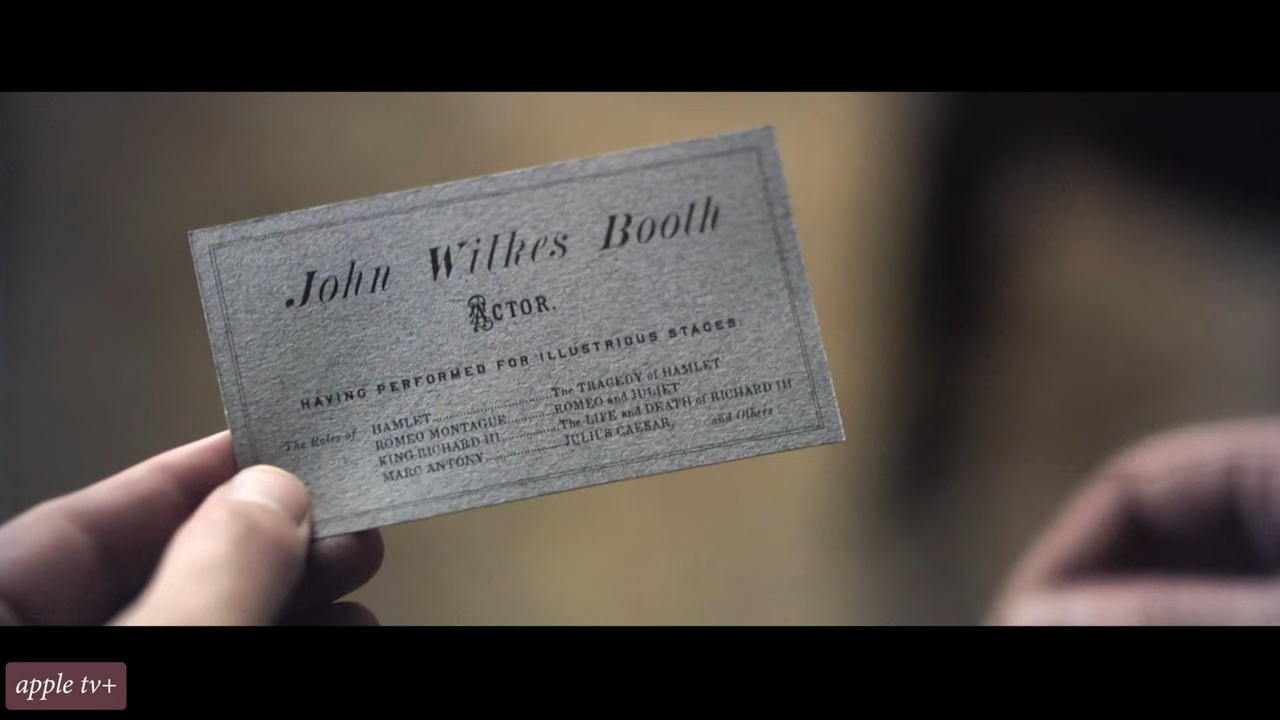 John Wilkes Booth
ACTOR.
HAVING PERFORMED FOR ILLUSTRIOUS STAGES:
The Roles of HAMLET..............................The TRAGEDY of HAMLET
ROMEO MONTAGUE............ROMEO and JULIET
KING RICHARD III...............The LIFE and DEATH of RICHARD III
MARC ANTONY....................JULIUS CAESAR, and Others
apple tv+